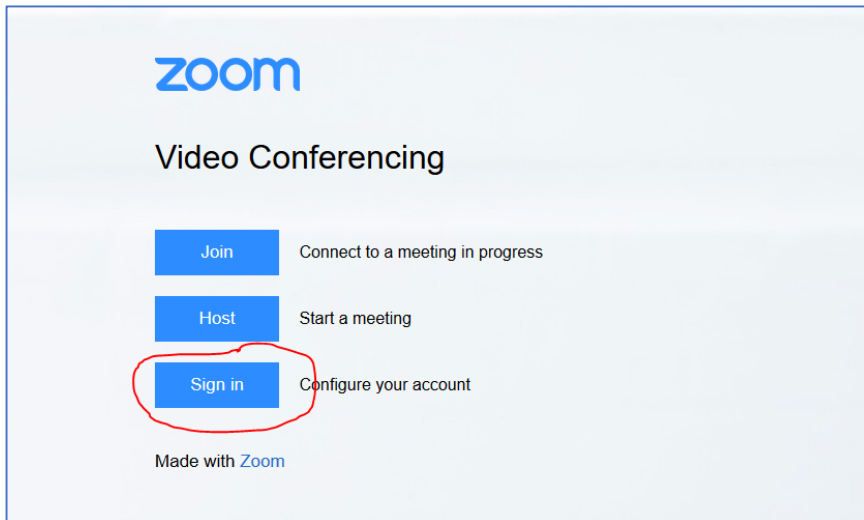 zoom
Video Conferencing
Join Connect to a meeting in progress
Host Start a meeting
Sign in Configure your account
Made with Zoom